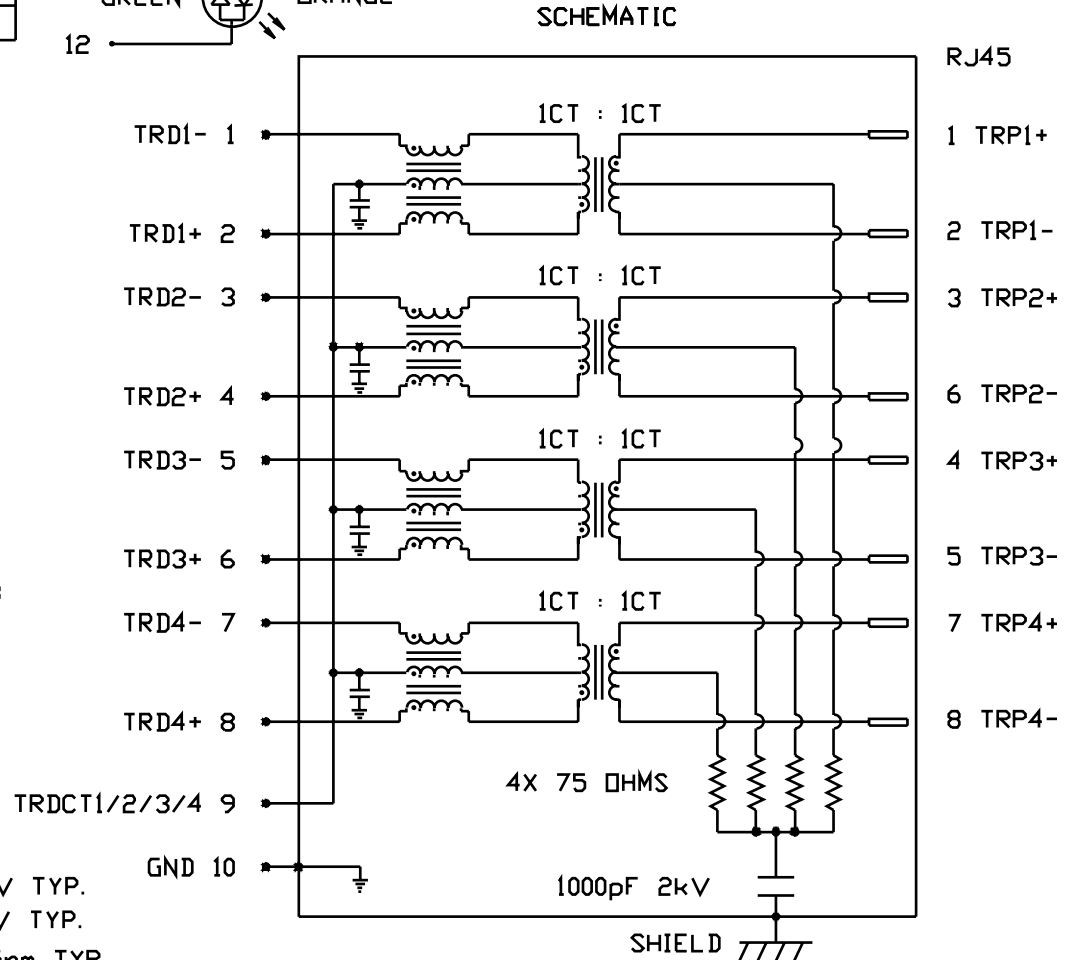 SCHEMATIC
12
RJ45
1CT : 1CT
TRD1- 1
1 TRP1+
TRD1+ 2
2 TRP1-
1CT : 1CT
TRD2- 3
3 TRP2+
TRD2+ 4
6 TRP2-
1CT : 1CT
TRD3- 5
4 TRP3+
TRD3+ 6
5 TRP3-
1CT : 1CT
TRD4- 7
7 TRP4+
TRD4+ 8
8 TRP4-
4X 75 OHMS
TRDCT1/2/3/4 9
GND 10
V TYP.
1000pF 2kV
TYP.
SHIELD